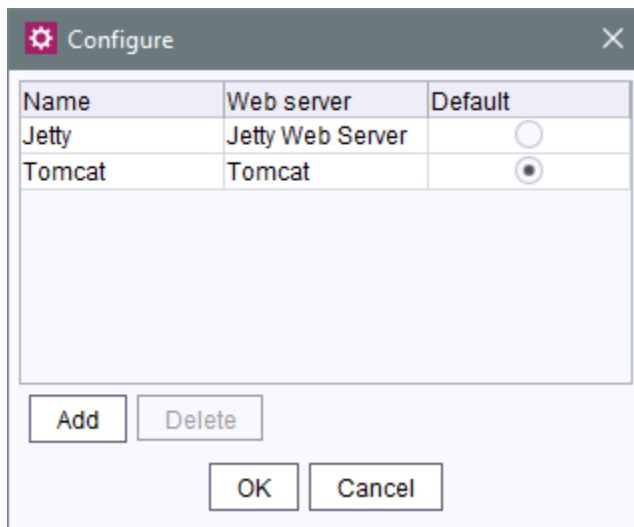 Configure
Name Web server Default
Jetty Jetty Web Server
Tomcat Tomcat
Add Delete
OK Cancel